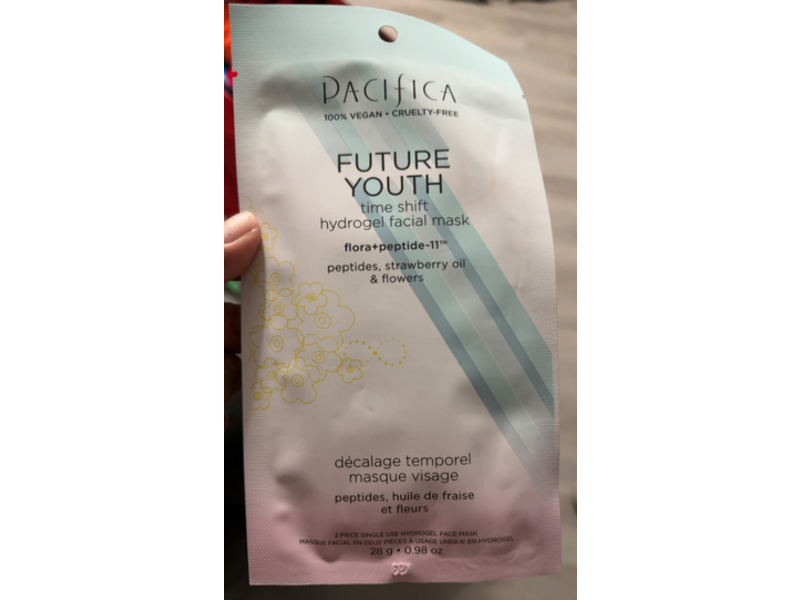 PACIFICA
100% VEGAN • CRUELTY-FREE
FUTURE
YOUTH
time shift
hydrogel facial mask
flora+peptide-11™
peptides, strawberry oil
& flowers
décalage temporel
masque visage
peptides, huile de fraise
et fleurs
2 PIECE SINGLE USE HYDROGEL FACE MASK
MASQUE FACIAL EN DEUX PIÈCES À USAGE UNIQUE EN HYDROGEL
28 g • 0.98 oz